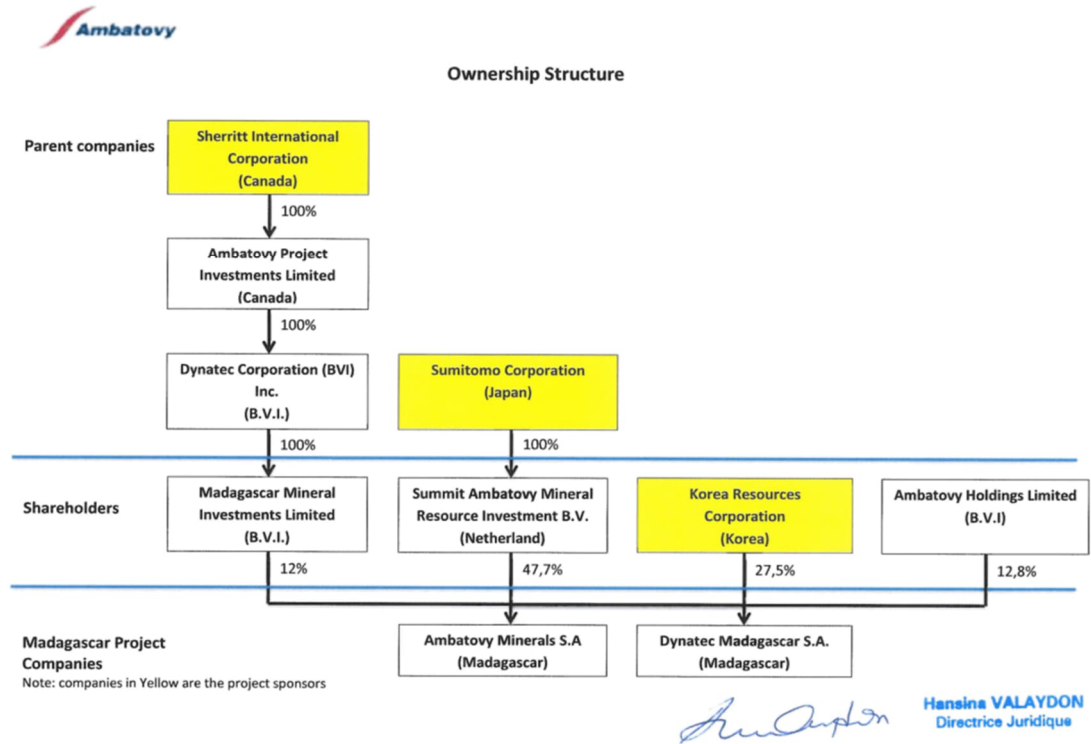 Ambatovy
Ownership Structure
Parent companies
Sherritt International
Corporation
(Canada)
100%
Ambatovy Project
Investments Limited
(Canada)
100%
Dynatec Corporation (BVI)
Inc.
(B.V.I.)
Sumitomo Corporation
(Japan)
100%
100%
Shareholders
Madagascar Mineral
Investments Limited
(B.V.I.)
Summit Ambatovy Mineral
Resource Investment B.V.
(Netherland)
Korea Resources
Corporation
(Korea)
Ambatovy Holdings Limited
(B.V.I)
12%
47,7%
27,5%
12,8%
Madagascar Project
Companies
Ambatovy Minerals S.A
(Madagascar)
Dynatec Madagascar S.A.
(Madagascar)
Note: companies in Yellow are the project sponsors
Hansina VALAYDON
Directrice Juridique